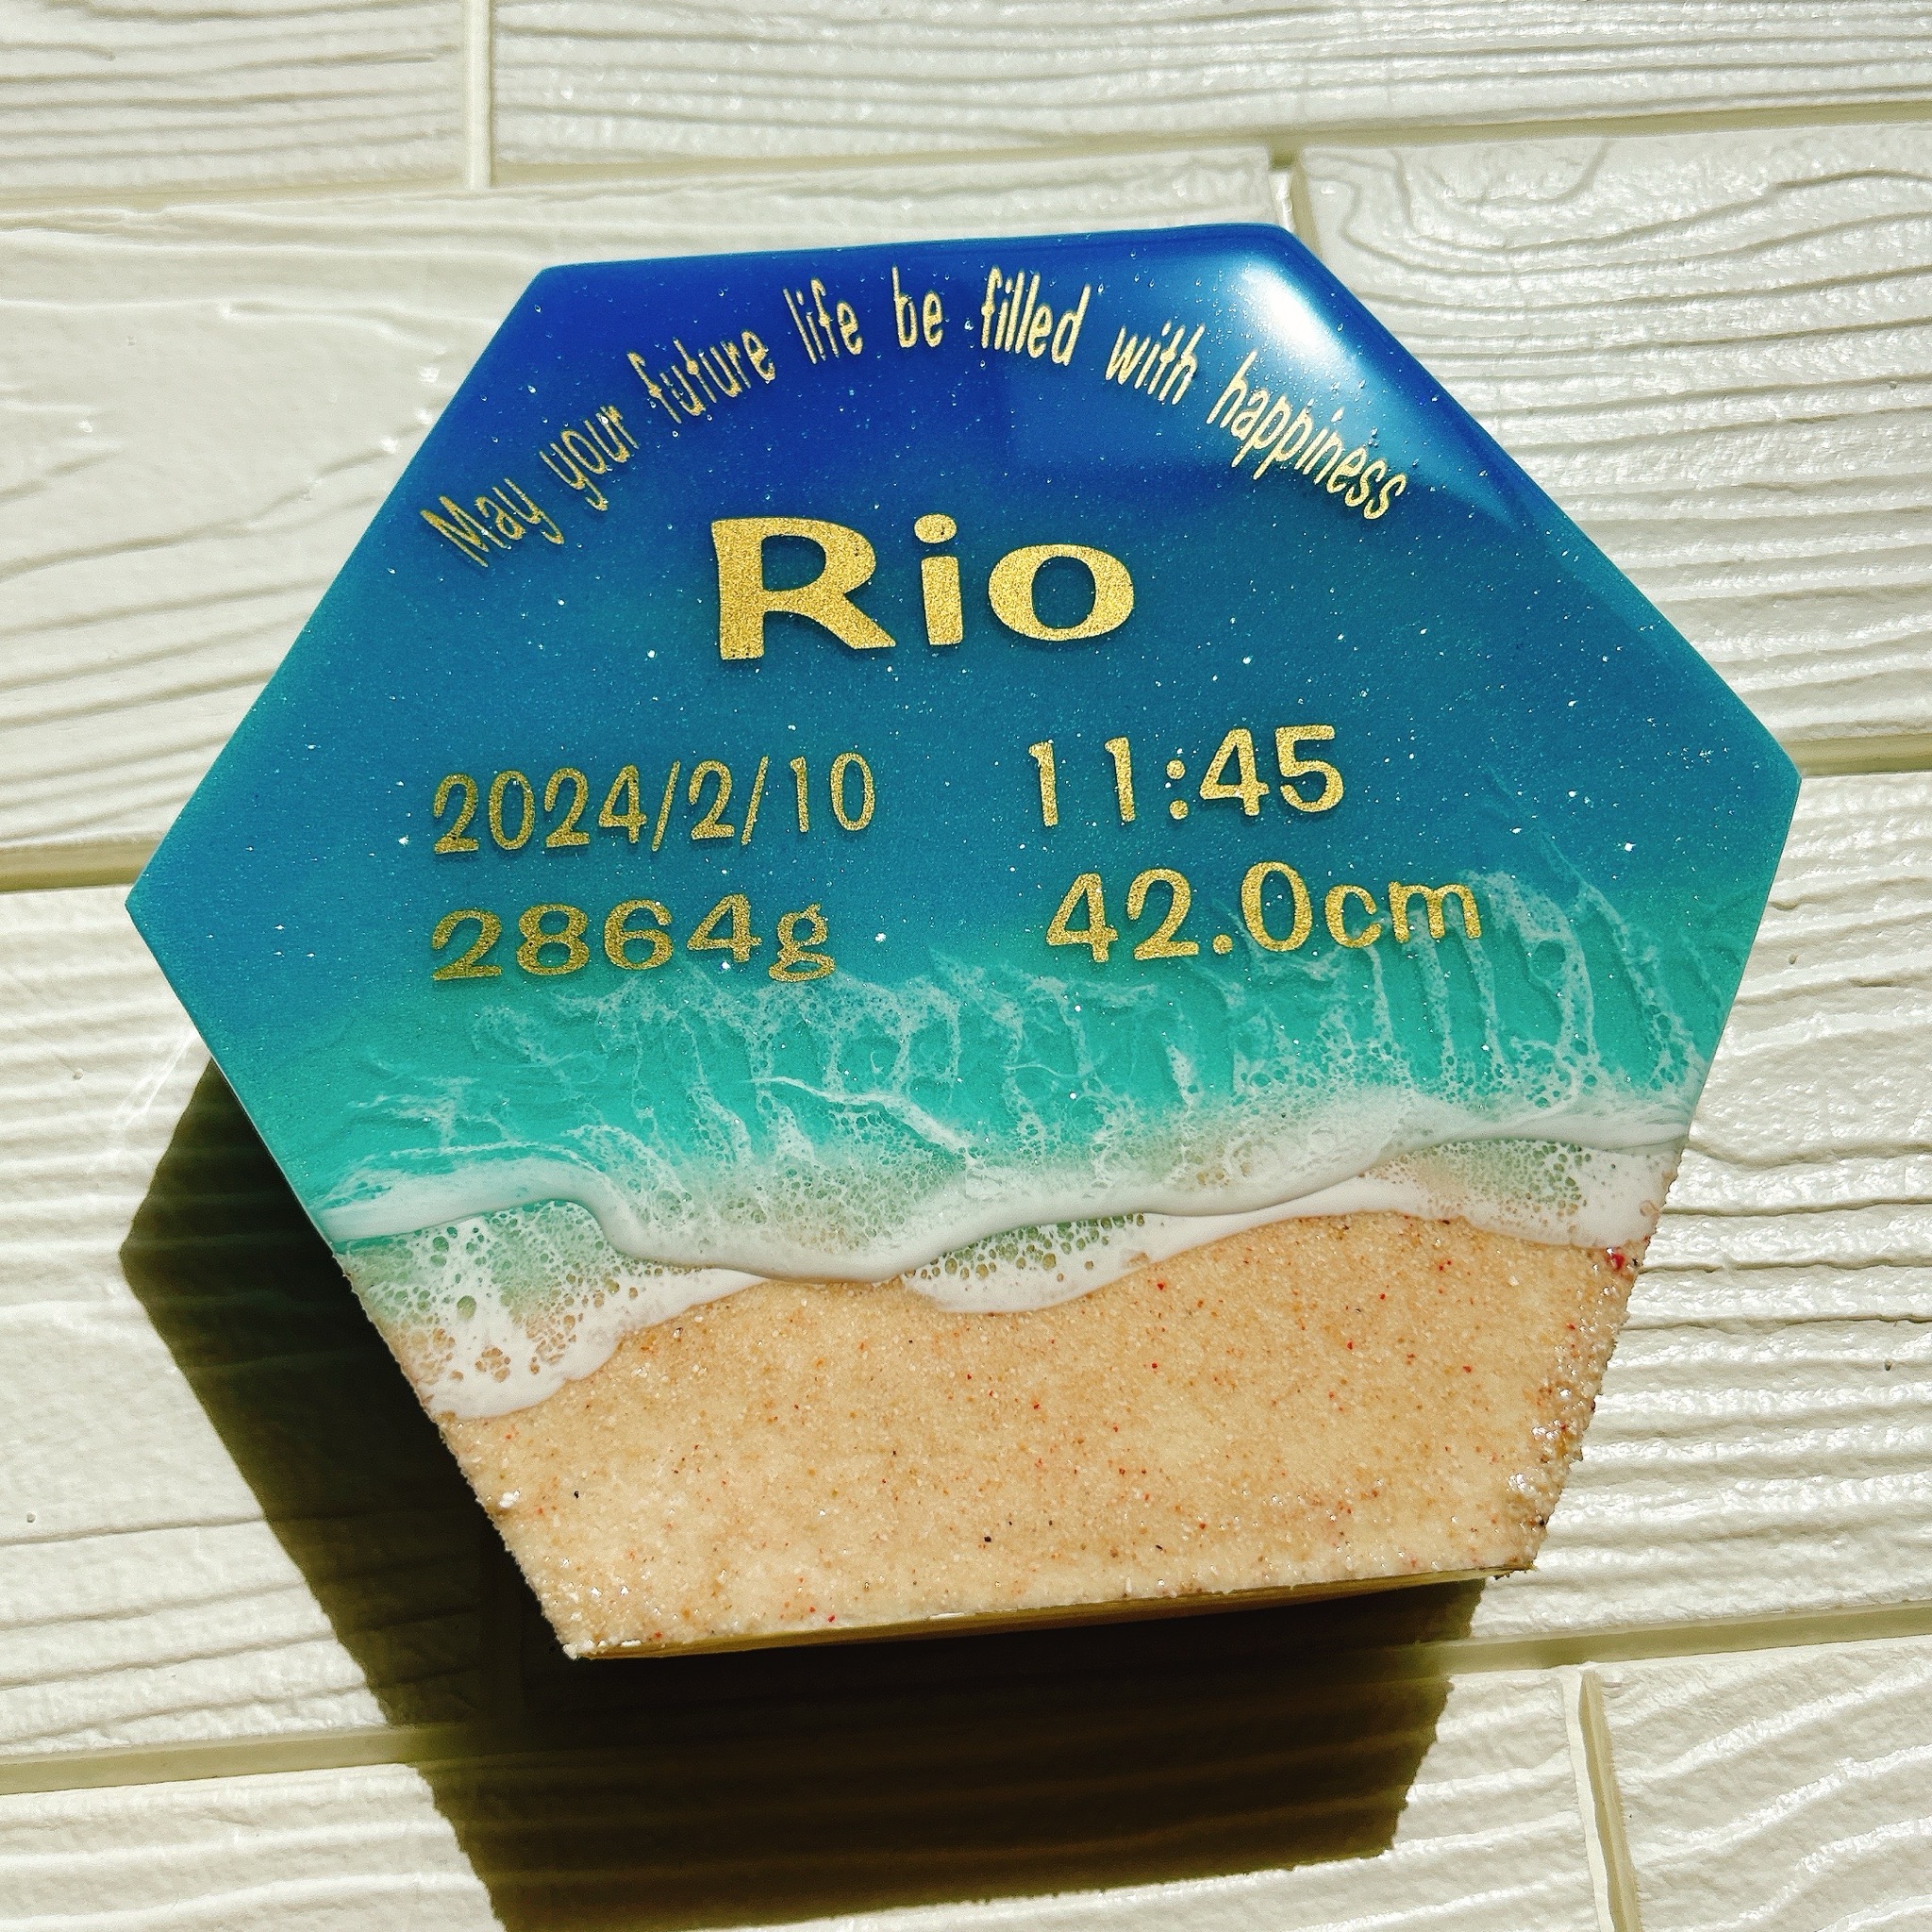 May your future life be filled with happiness
Rio
2024/2/10 11:45
2864g 42.0cm